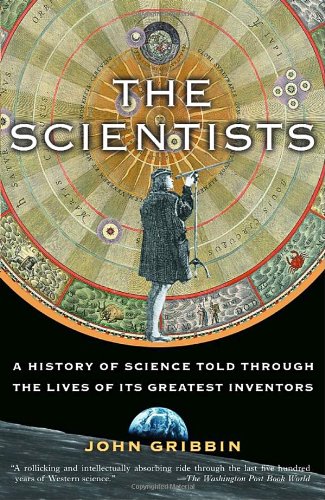 THE
SCIENTISTS
A HISTORY OF SCIENCE TOLD THROUGH
THE LIVES OF ITS GREATEST INVENTORS
JOHN GRIBBIN
"A rollicking and intellectually absorbing ride through the last five hundred
years of Western science." —The Washington Post Book World